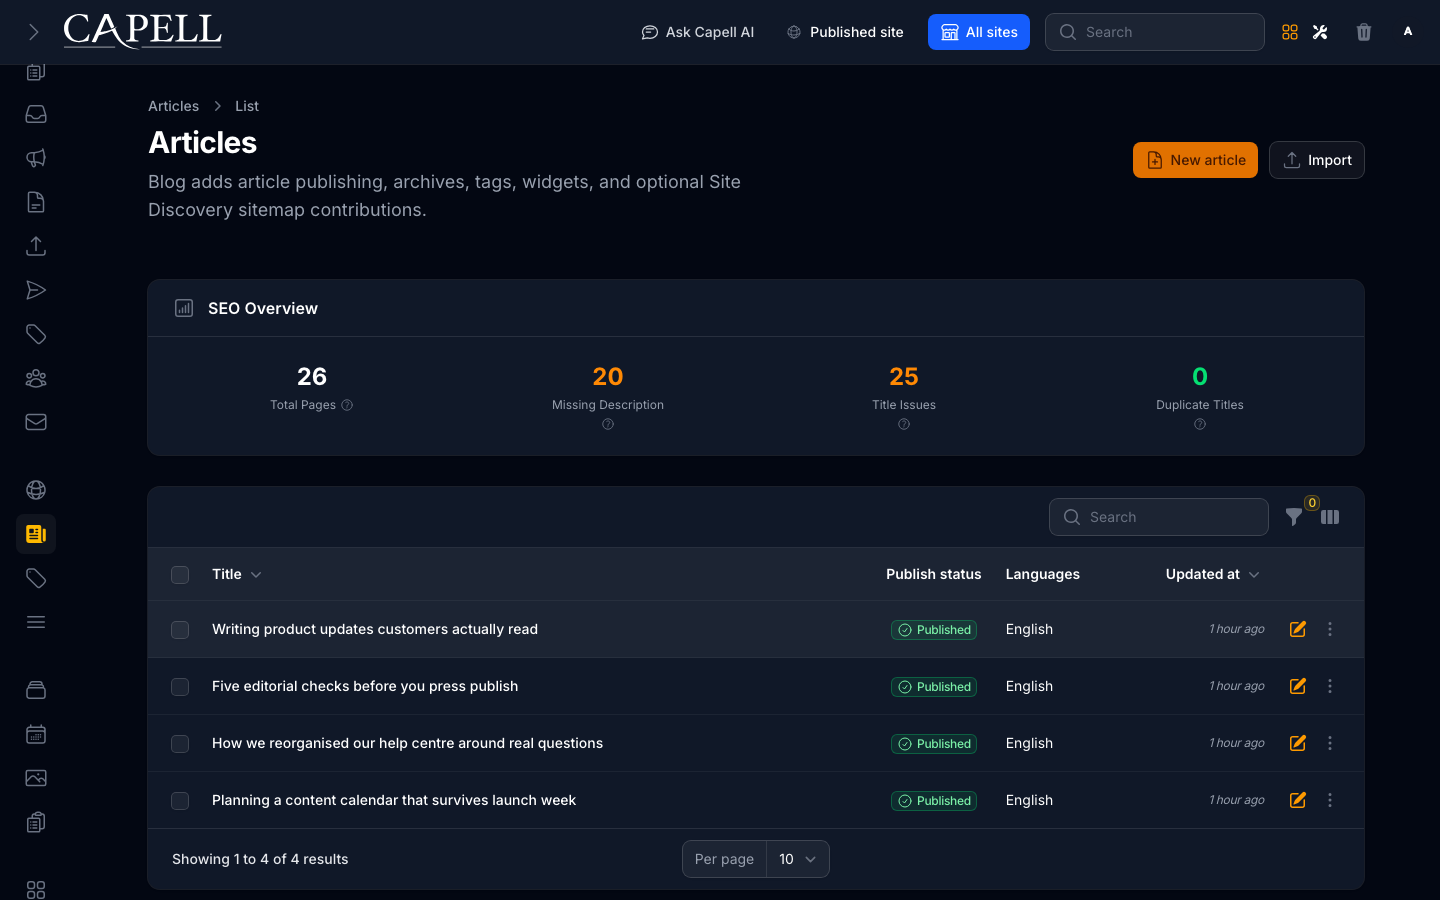 CAPELL
Ask Capell AI
Published site
All sites
Search
A
Articles
List
Articles
New article
Import
Blog adds article publishing, archives, tags, widgets, and optional Site
Discovery sitemap contributions.
SEO Overview
26
20
25
0
Total Pages
Missing Description
Title Issues
Duplicate Titles
Search
0
Title
Publish status
Languages
Updated at
Writing product updates customers actually read
Published
English
1 hour ago
Five editorial checks before you press publish
Published
English
1 hour ago
How we reorganised our help centre around real questions
Published
English
1 hour ago
Planning a content calendar that survives launch week
Published
English
1 hour ago
Showing 1 to 4 of 4 results
Per page
10